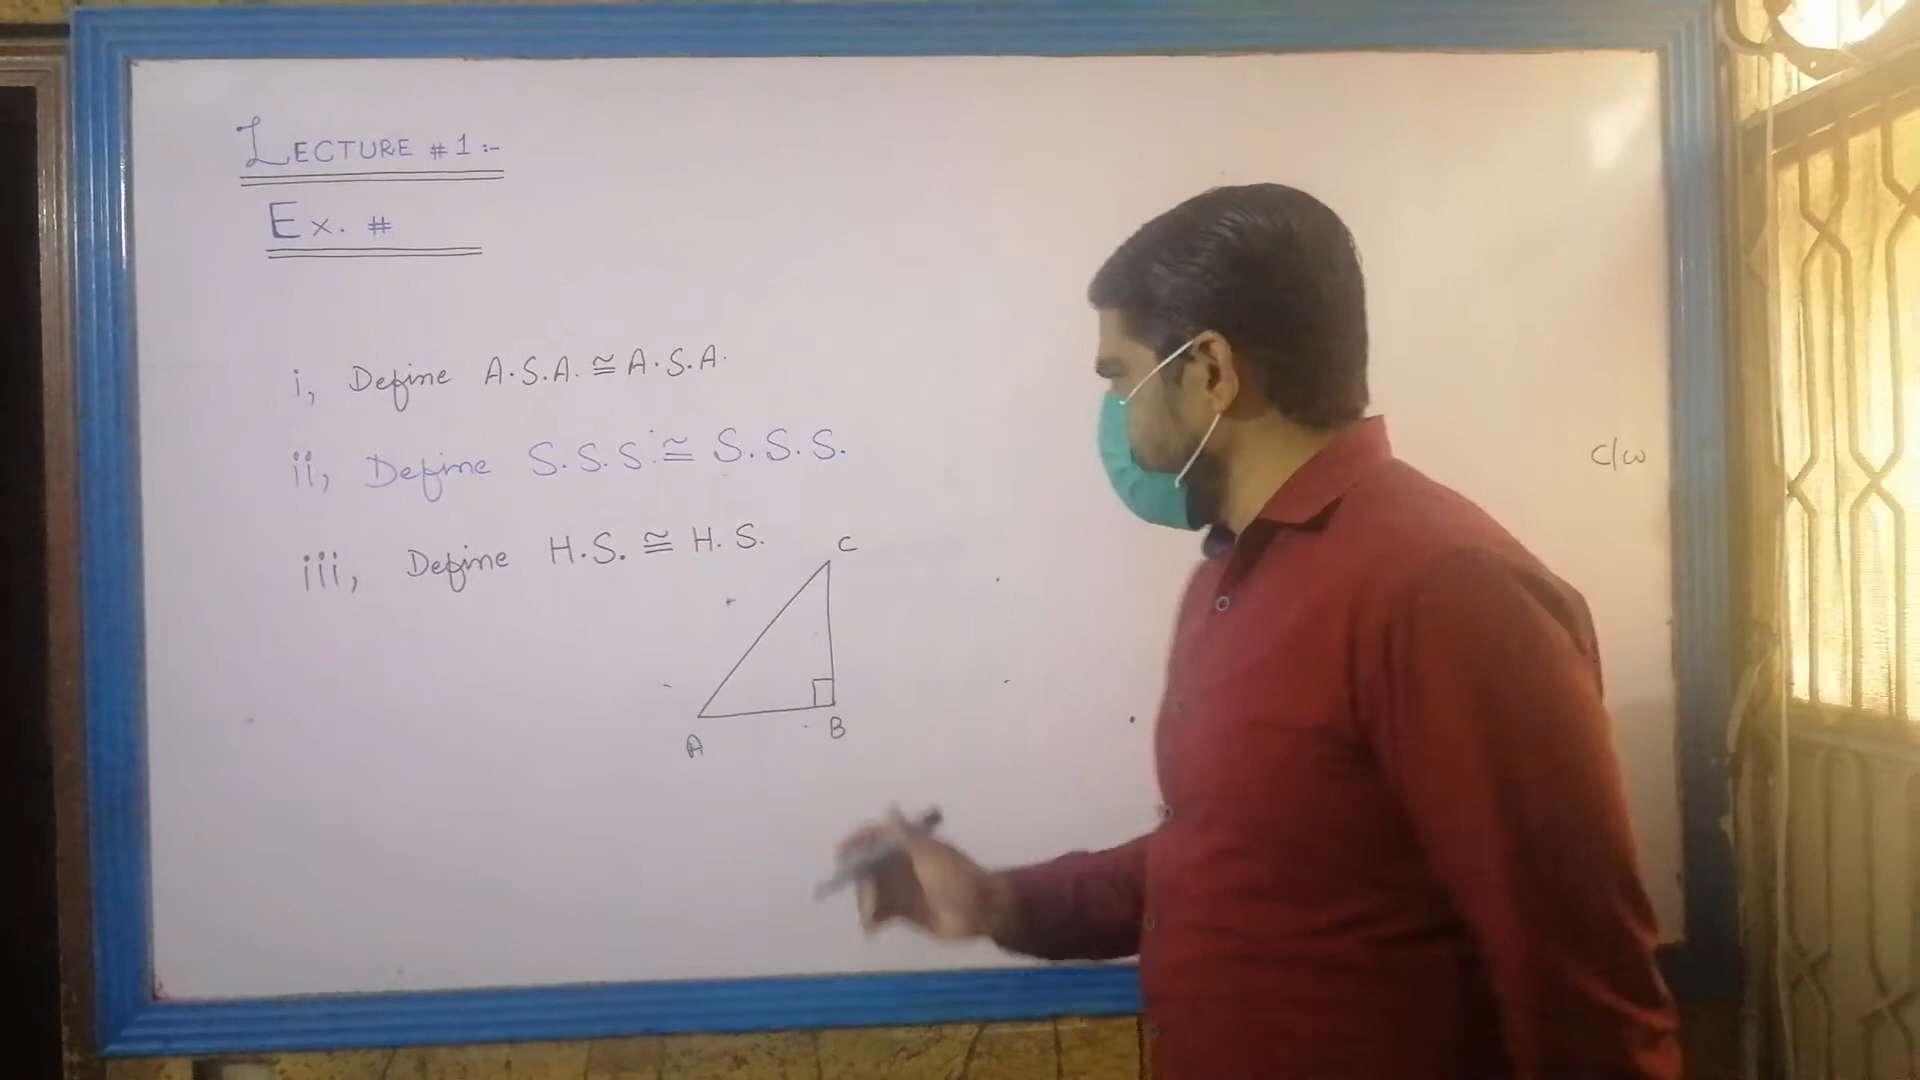 LECTURE # 1 :-
Ex. #
i, Define A.S.A. ≅ A.S.A.
ii, Define S.S.S. ≅ S.S.S.
iii, Define H.S. ≅ H.S.
C
A
B
C/w